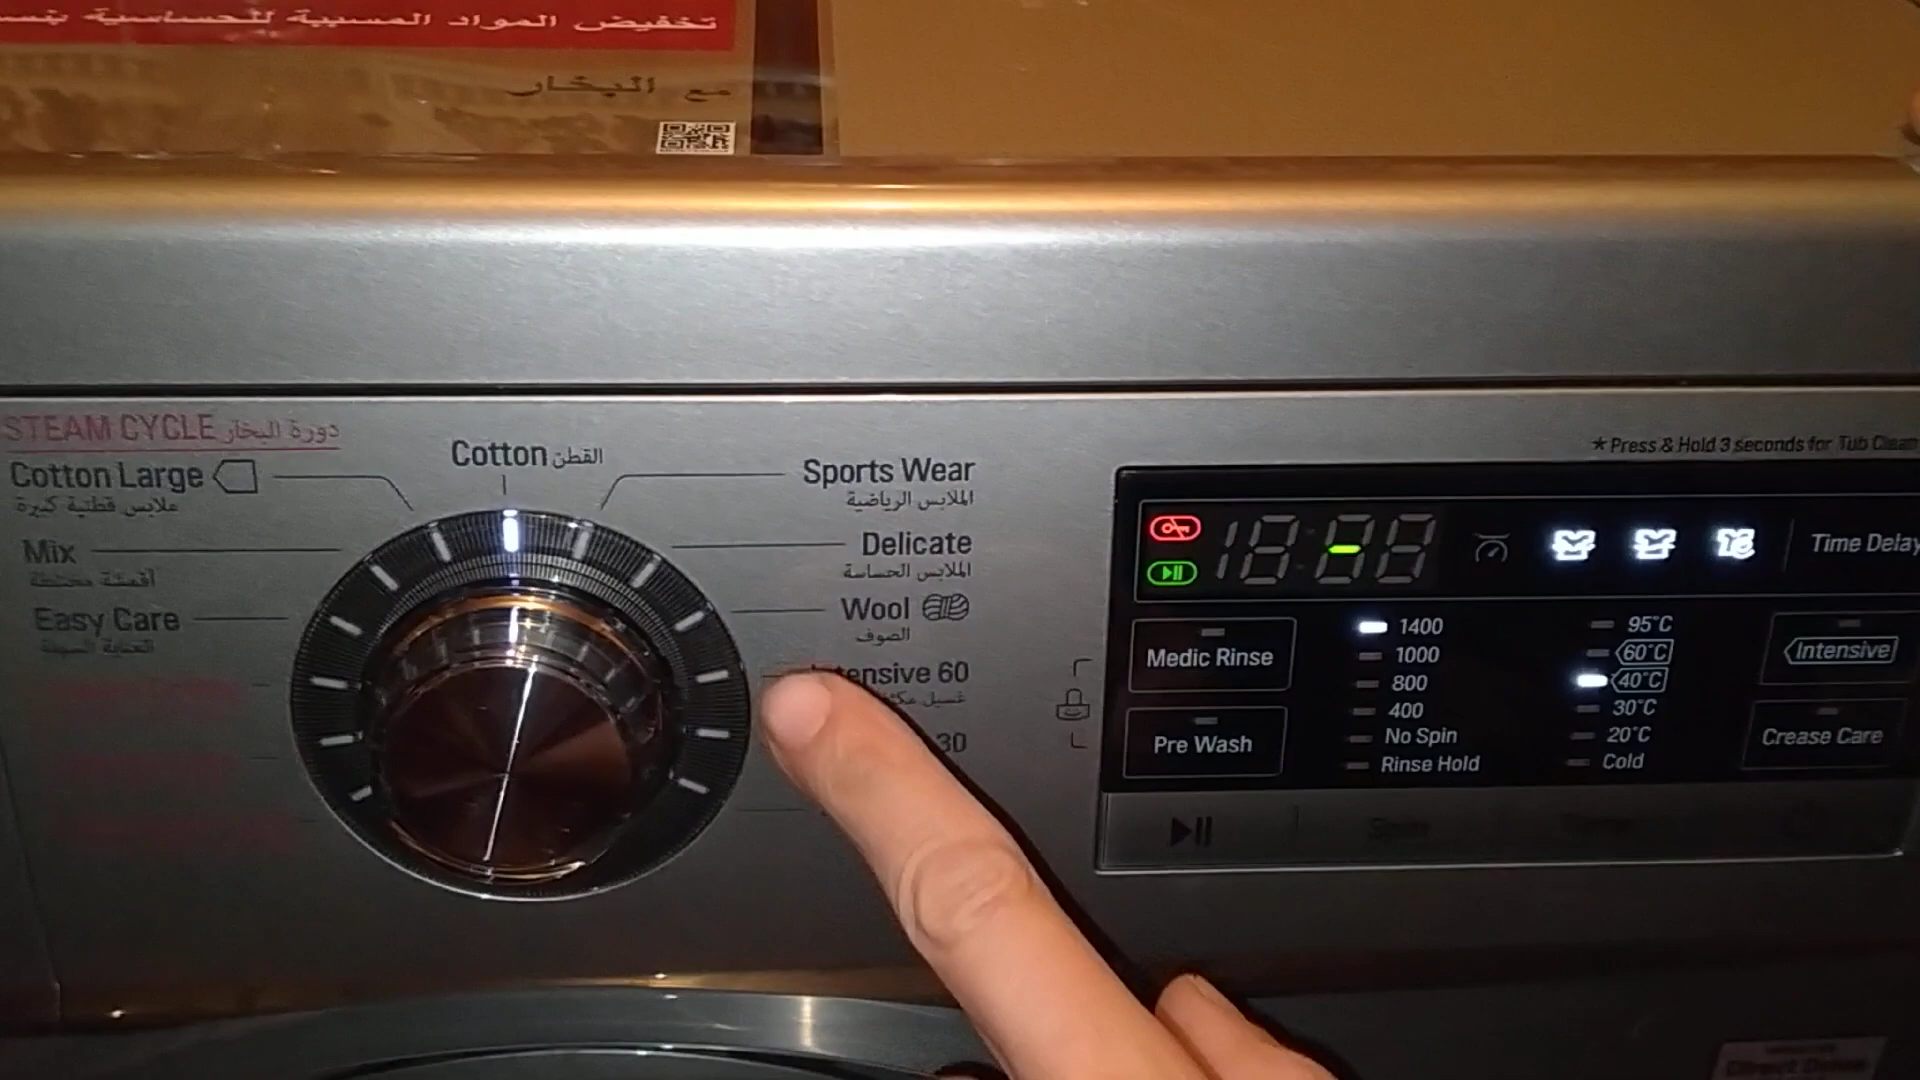 تخفيض المواد المسببة للحساسية
مع البخار
STEAM CYCLE دورة البخار
Cotton Large
ملابس قطنية كبيرة
Mix
أقمشة مختلطة
Easy Care
العناية السهلة
Cotton القطن
Sports Wear
الملابس الرياضية
Delicate
الملابس الحساسة
Wool
الصوف
60
غسيل
30
* Press & Hold 3 seconds for Tub Clean
Time Delay
Medic Rinse
Pre Wash
1400
1000
800
400
No Spin
Rinse Hold
95°C
60°C
40°C
30°C
20°C
Cold
Intensive
Crease Care
Direct Drive